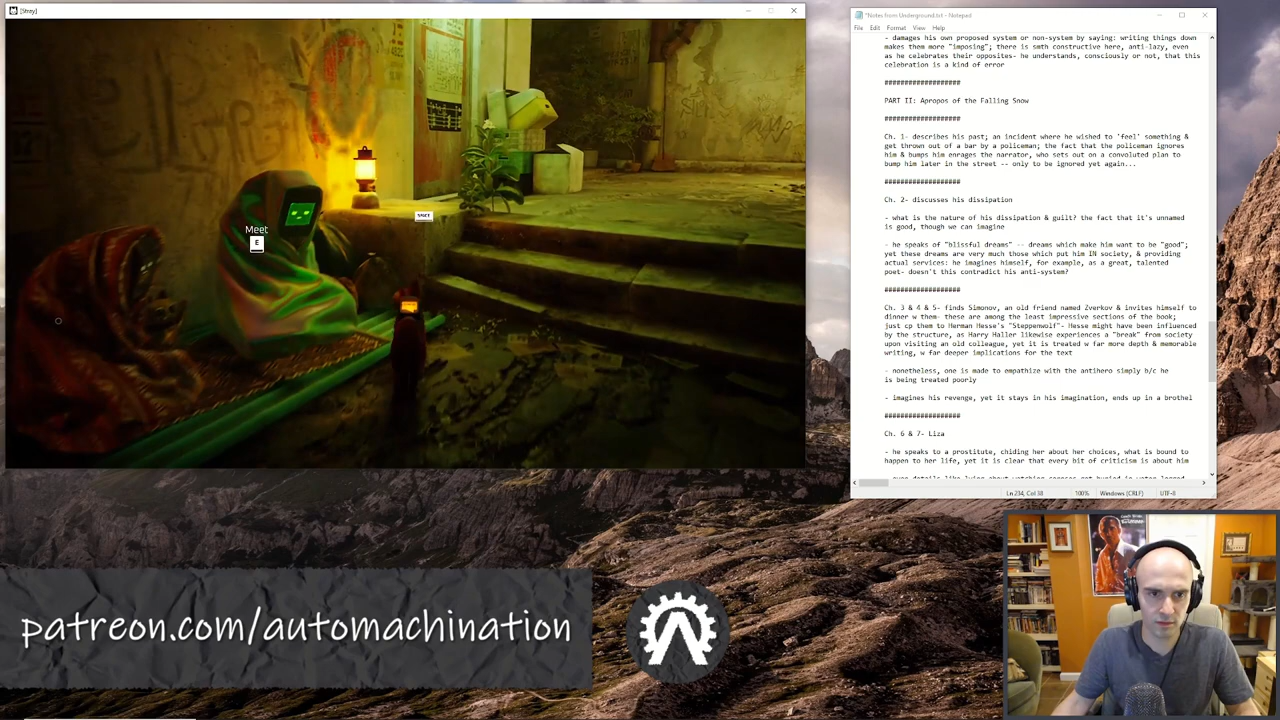 [Stray]
Meet
E
SPACE
patreon.com/automachination
*Notes from Underground.txt - Notepad
File Edit Format View Help
- damages his own proposed system or non-system by saying: writing things down
makes them more "imposing"; there is smth constructive here, anti-lazy, even
as he celebrates their opposites- he understands, consciously or not, that this
celebration is a kind of error
##################
PART II: Apropos of the Falling Snow
##################
Ch. 1- describes his past; an incident where he wished to 'feel' something &
get thrown out of a bar by a policeman; the fact that the policeman ignores
him & bumps him enrages the narrator, who sets out on a convoluted plan to
bump him later in the street -- only to be ignored yet again...
##################
Ch. 2- discusses his dissipation
- what is the nature of his dissipation & guilt? the fact that it's unnamed
is good, though we can imagine
- he speaks of "blissful dreams" -- dreams which make him want to be "good";
yet these dreams are very much those which put him IN society, & providing
actual services: he imagines himself, for example, as a great, talented
poet- doesn't this contradict his anti-system?
##################
Ch. 3 & 4 & 5- finds Simonov, an old friend named Zverkov & invites himself to
dinner w them- these are among the least impressive sections of the book;
just cp them to Herman Hesse's "Steppenwolf"- Hesse might have been influenced
by the structure, as Harry Haller likewise experiences a "break" from society
upon visiting an old colleague, yet it is treated w far more depth & memorable
writing, w far deeper implications for the text
- nonetheless, one is made to empathize with the antihero simply b/c he
is being treated poorly
- imagines his revenge, yet it stays in his imagination, ends up in a brothel
##################
Ch. 6 & 7- Liza
- he speaks to a prostitute, chiding her about her choices, what is bound to
happen to her life, yet it is clear that every bit of criticism is about him
Ln 234, Col 38 100% Windows (CRLF) UTF-8